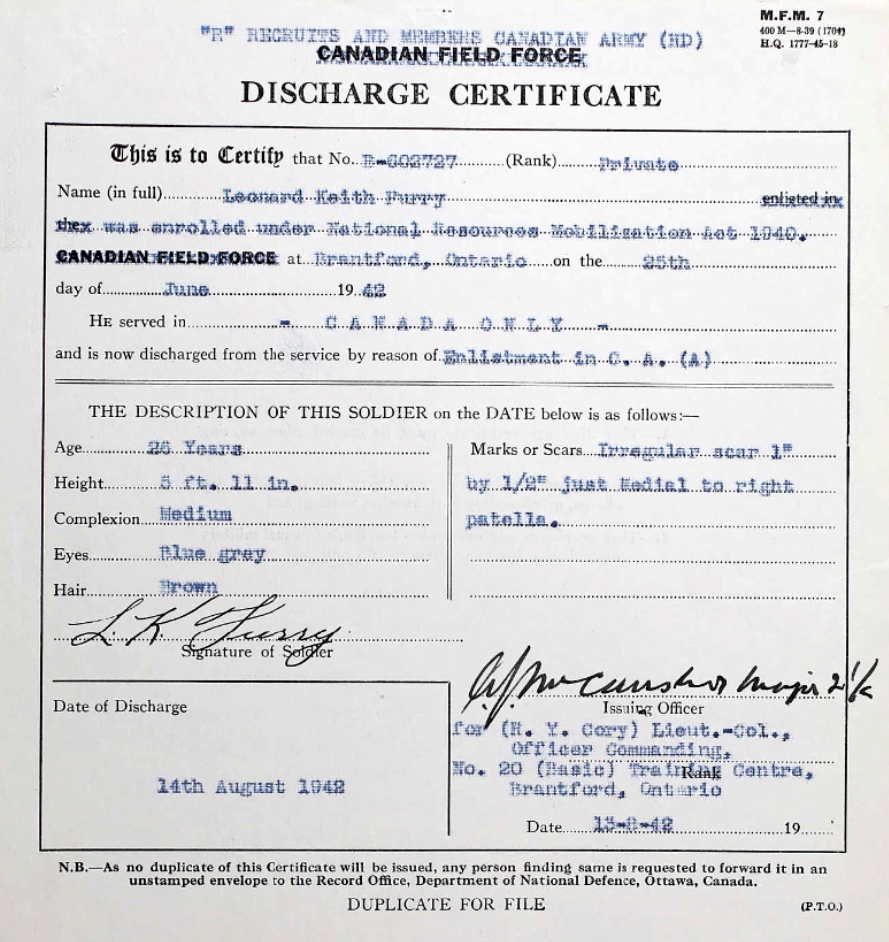 M.F.M. 7
400 M—8-39 (1704)
H.Q. 1777-45-18
"R" RECRUITS AND MEMBERS CANADIAN ARMY (HD)
CANADIAN FIELD FORCE
DISCHARGE CERTIFICATE
This is to Certify that No. R-602727 (Rank) Private
Name (in full) Leonard Keith Furry enlisted in
the was enrolled under National Resources Mobilization Act 1940.
CANADIAN FIELD FORCE at Brantford, Ontario on the 25th
day of June 19 42
HE served in - C A N A D A O N L Y -
and is now discharged from the service by reason of Enlistment in C. A. (A)
THE DESCRIPTION OF THIS SOLDIER on the DATE below is as follows:—
Age 26 Years
Height 5 ft. 11 in.
Complexion Medium
Eyes Blue grey
Hair Brown
Marks or Scars Irregular scar 1"
by 1/2" just Medial to right
patella.
L. K. Furry
Signature of Soldier
Date of Discharge
14th August 1942
Major
Issuing Officer
for (H. Y. Cory) Lieut.-Col.,
Officer Commanding,
No. 20 (Basic) Training Centre,
Rank
Brantford, Ontario
Date 13-8-42 19
N.B.—As no duplicate of this Certificate will be issued, any person finding same is requested to forward it in an
unstamped envelope to the Record Office, Department of National Defence, Ottawa, Canada.
DUPLICATE FOR FILE
(P.T.O.)